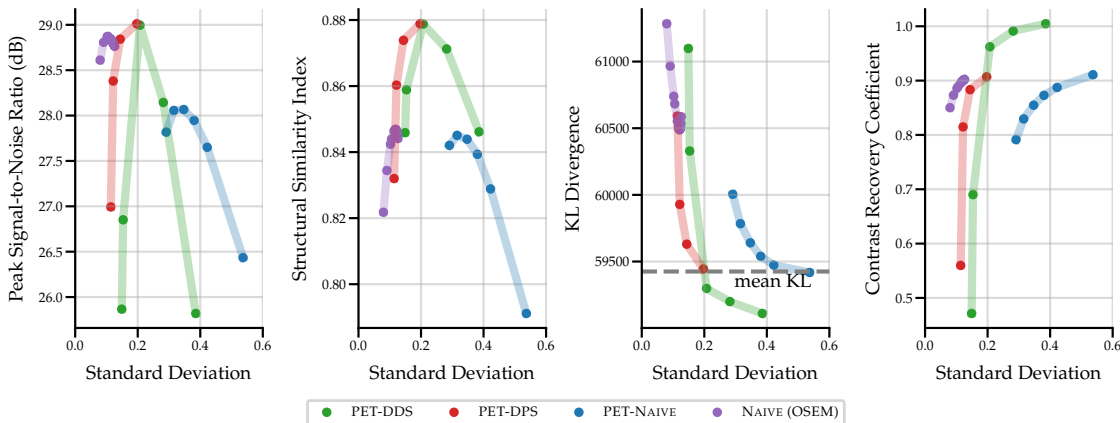 Peak Signal-to-Noise Ratio (dB)
29.0
28.5
28.0
27.5
27.0
26.5
26.0
0.0 0.2 0.4 0.6
Standard Deviation
Structural Similarity Index
0.88
0.86
0.84
0.82
0.80
0.0 0.2 0.4 0.6
Standard Deviation
KL Divergence
61000
60500
60000
59500
mean KL
0.0 0.2 0.4 0.6
Standard Deviation
Contrast Recovery Coefficient
1.0
0.9
0.8
0.7
0.6
0.5
0.0 0.2 0.4 0.6
Standard Deviation
PET-DDS PET-DPS PET-NAIVE NAIVE (OSEM)